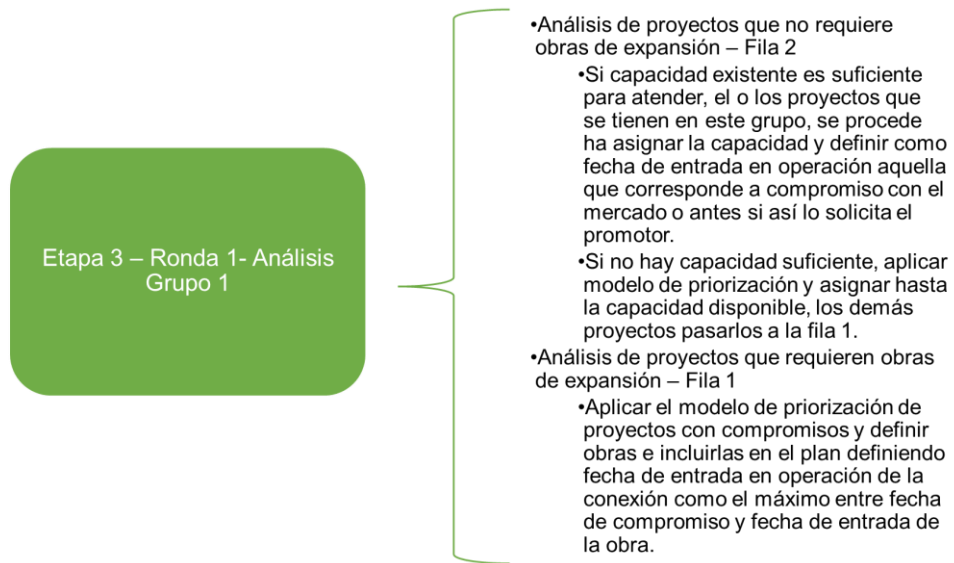 Etapa 3 – Ronda 1- Análisis
Grupo 1
•Análisis de proyectos que no requiere
obras de expansión – Fila 2
•Si capacidad existente es suficiente
para atender, el o los proyectos que
se tienen en este grupo, se procede
ha asignar la capacidad y definir como
fecha de entrada en operación aquella
que corresponde a compromiso con el
mercado o antes si así lo solicita el
promotor.
•Si no hay capacidad suficiente, aplicar
modelo de priorización y asignar hasta
la capacidad disponible, los demás
proyectos pasarlos a la fila 1.
•Análisis de proyectos que requieren obras
de expansión – Fila 1
•Aplicar el modelo de priorización de
proyectos con compromisos y definir
obras e incluirlas en el plan definiendo
fecha de entrada en operación de la
conexión como el máximo entre fecha
de compromiso y fecha de entrada de
la obra.